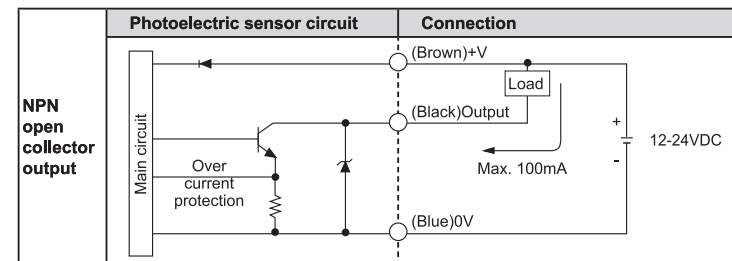 Photoelectric sensor circuit
Connection
NPN
open
collector
output
Main circuit
Over
current
protection
(Brown)+V
Load
(Black)Output
Max. 100mA
+
-
12-24VDC
(Blue)0V